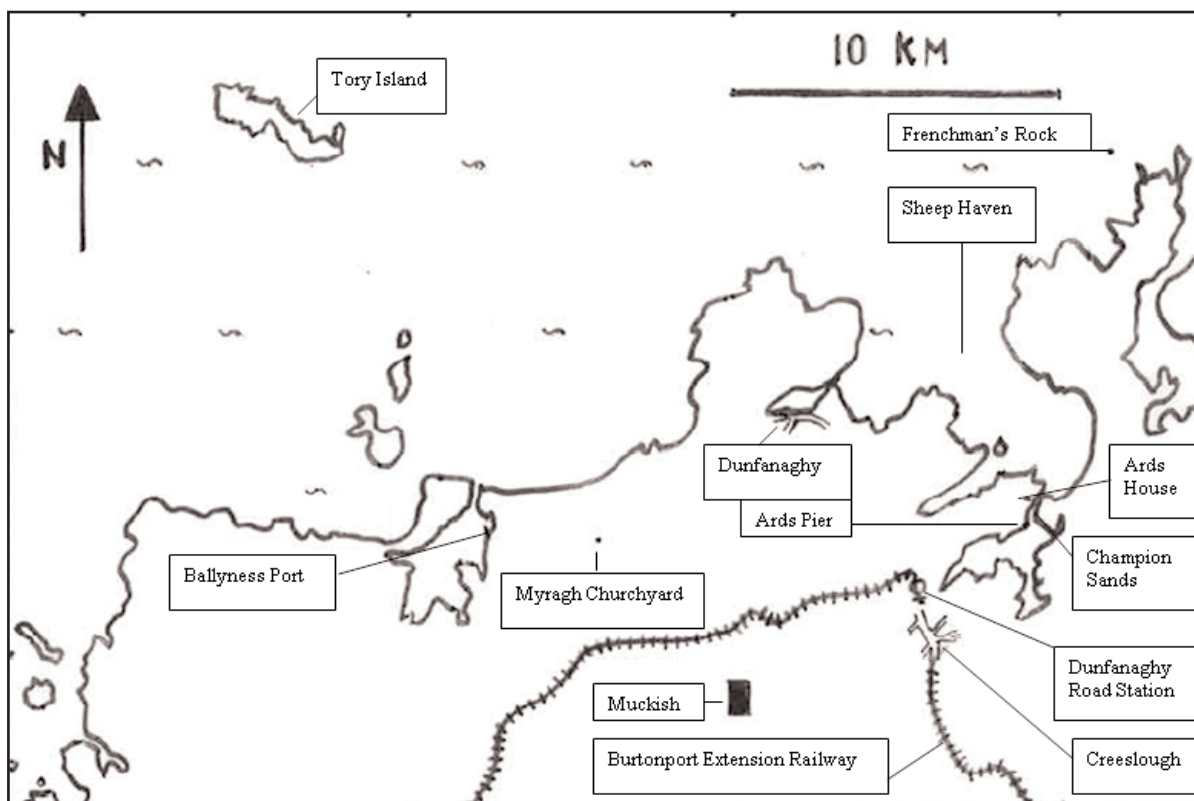 10 KM
Tory Island
Frenchman's Rock
N
Sheep Haven
Dunfanaghy
Ards
House
Ards Pier
Ballyness Port
Myragh Churchyard
Champion
Sands
Dunfanaghy
Road Station
Muckish
Burtonport Extension Railway
Creeslough